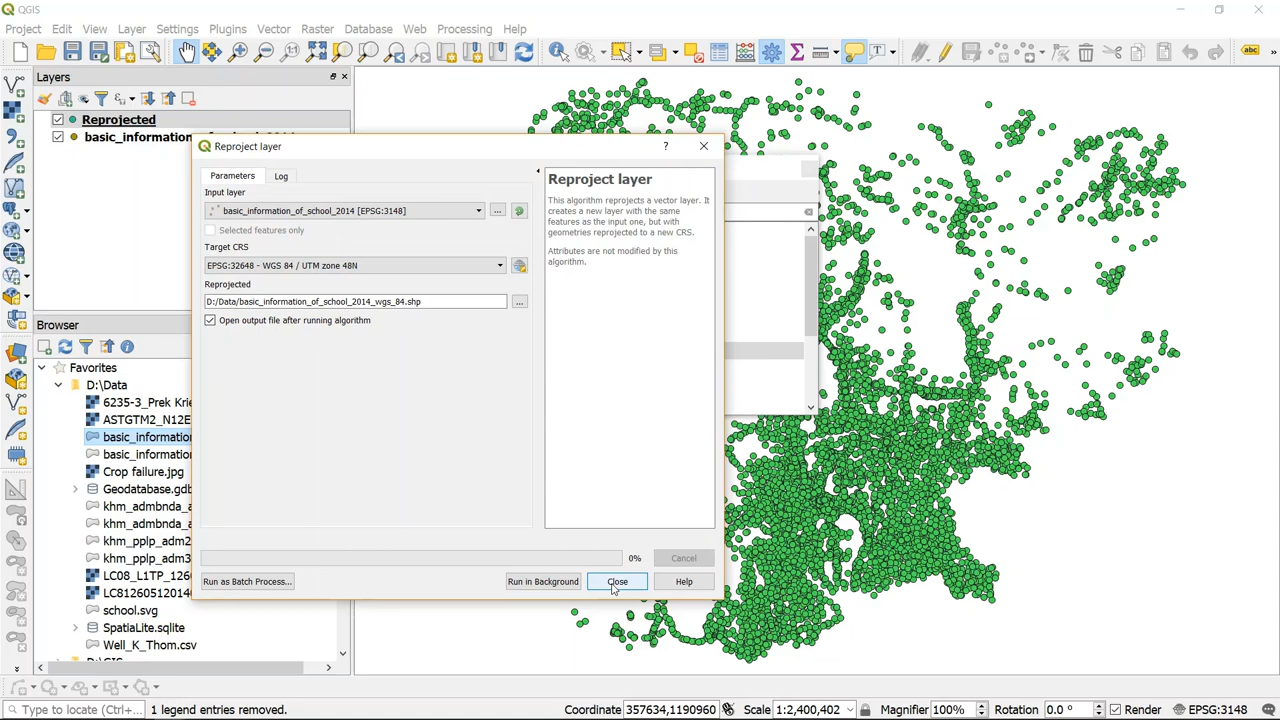 QGIS
Project Edit View Layer Settings Plugins Vector Raster Database Web Processing Help
abc
Layers
Reprojected
basic_information
Reproject layer
Parameters
Log
Input layer
basic_information_of_school_2014 [EPSG:3148]
Selected features only
Target CRS
EPSG:32648 - WGS 84 / UTM zone 48N
Reprojected
D:/Data/basic_information_of_school_2014_wgs_84.shp
Open output file after running algorithm
Reproject layer
This algorithm reprojects a vector layer. It
creates a new layer with the same
features as the input one, but with
geometries reprojected to a new CRS.
Attributes are not modified by this
algorithm.
0%
Cancel
Run as Batch Process...
Run in Background
Close
Help
Browser
Favorites
D:\Data
6235-3_Prek Krie
ASTGTM2_N12E
basic_information
basic_information
Crop failure.jpg
Geodatabase.gdb
khm_admbnda_a
khm_admbnda_a
khm_pplp_adm2
khm_pplp_adm3
LC08_L1TP_126
LC8126051201
school.svg
SpatiaLite.sqlite
Well_K_Thom.csv
Type to locate (Ctrl+...
1 legend entries removed.
Coordinate 357634,1190960
Scale 1:2,400,402
Magnifier 100%
Rotation 0.0 °
Render
EPSG:3148